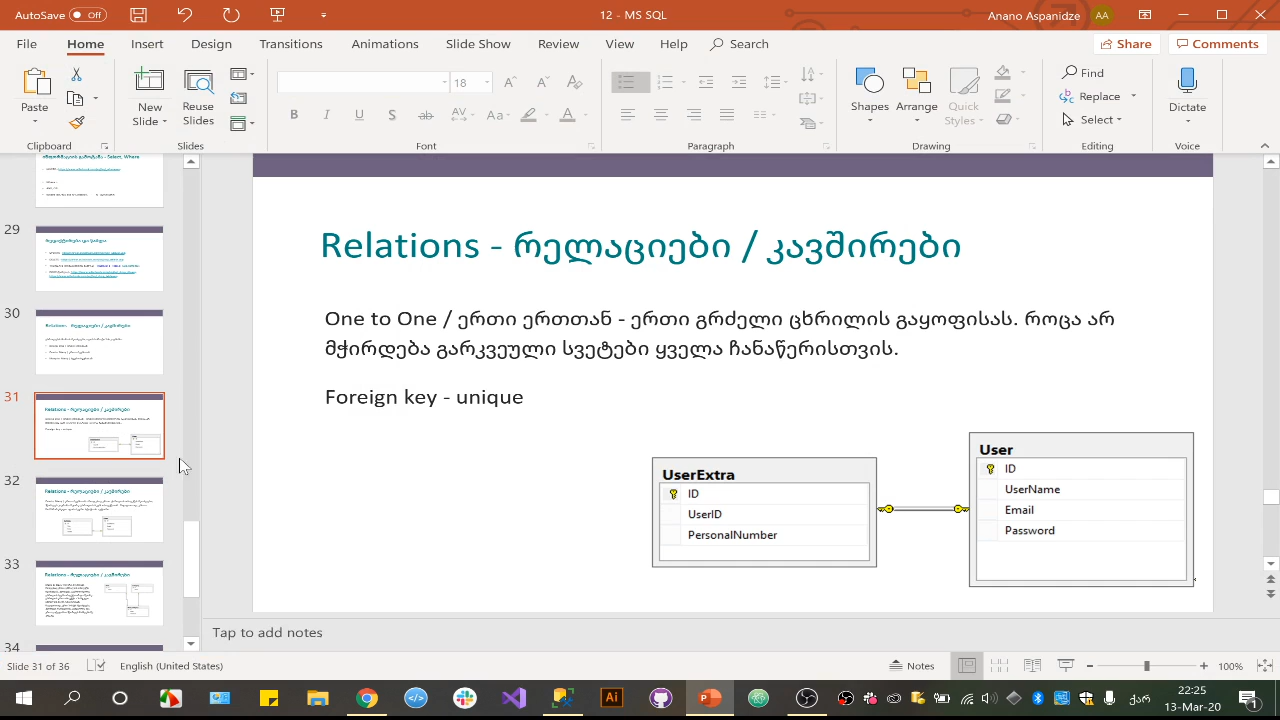 AutoSave Off 12 - MS SQL Anano Aspanidze AA
File Home Insert Design Transitions Animations Slide Show Review View Help Search Share Comments
Paste New Slide Reuse Slides 18 Shapes Arrange Quick Styles Find Replace Select Dictate
Clipboard Slides Font Paragraph Drawing Editing Voice
29
30
31
32
33
34
Relations - რელაციები / კავშირები
One to One / ერთი ერთთან - ერთი გრძელი ცხრილის გაყოფისას. როცა არ
მჭირდება გარკვეული სვეტები ყველა ჩანაწერისთვის.
Foreign key - unique
UserExtra
ID
UserID
PersonalNumber
User
ID
UserName
Email
Password
Tap to add notes
Slide 31 of 36 English (United States) Notes 100%
22:25
13-Mar-20